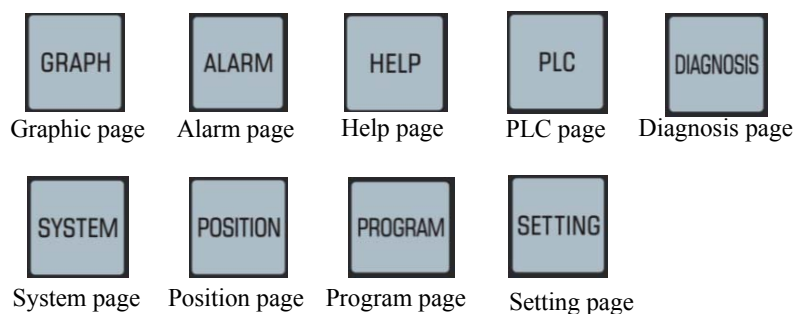 GRAPH ALARM HELP PLC DIAGNOSIS
Graphic page Alarm page Help page PLC page Diagnosis page
SYSTEM POSITION PROGRAM SETTING
System page Position page Program page Setting page